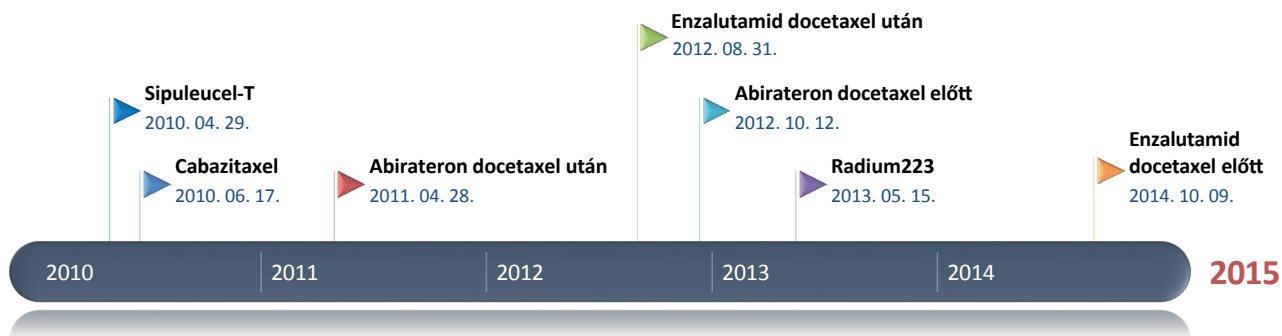 Enzalutamid docetaxel után
2012. 08. 31.
Sipuleucel-T
2010. 04. 29.
Abirateron docetaxel előtt
2012. 10. 12.
Enzalutamid
docetaxel előtt
2014. 10. 09.
Cabazitaxel
2010. 06. 17.
Abirateron docetaxel után
2011. 04. 28.
Radium223
2013. 05. 15.
2010
2011
2012
2013
2014
2015